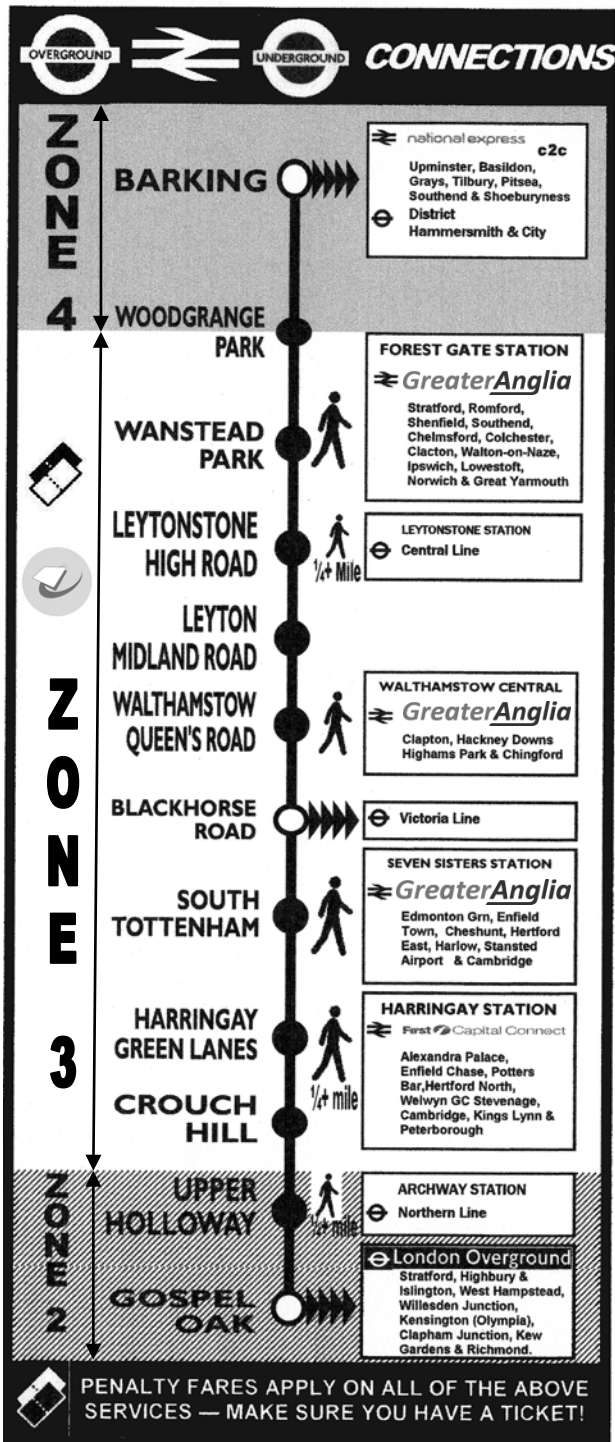 OVERGROUND
UNDERGROUND
CONNECTIONS
ZONE 4
BARKING
national express
c2c
Upminster, Basildon,
Grays, Tilbury, Pitsea,
Southend & Shoeburyness
District
Hammersmith & City
WOODGRANGE
PARK
ZONE 3
FOREST GATE STATION
GreaterAnglia
Stratford, Romford,
Shenfield, Southend,
Chelmsford, Colchester,
Clacton, Walton-on-Naze,
Ipswich, Lowestoft,
Norwich & Great Yarmouth
WANSTEAD
PARK
LEYTONSTONE
HIGH ROAD
¼+ Mile
LEYTONSTONE STATION
Central Line
LEYTON
MIDLAND ROAD
WALTHAMSTOW
QUEEN'S ROAD
WALTHAMSTOW CENTRAL
GreaterAnglia
Clapton, Hackney Downs
Highams Park & Chingford
BLACKHORSE
ROAD
Victoria Line
SOUTH
TOTTENHAM
SEVEN SISTERS STATION
GreaterAnglia
Edmonton Grn, Enfield
Town, Cheshunt, Hertford
East, Harlow, Stansted
Airport & Cambridge
HARRINGAY
GREEN LANES
¼+ mile
HARRINGAY STATION
First Capital Connect
Alexandra Palace,
Enfield Chase, Potters
Bar,Hertford North,
Welwyn GC Stevenage,
Cambridge, Kings Lynn &
Peterborough
CROUCH
HILL
ZONE 2
UPPER
HOLLOWAY
mile
ARCHWAY STATION
Northern Line
GOSPEL
OAK
London Overground
Stratford, Highbury &
Islington, West Hampstead,
Willesden Junction,
Kensington (Olympia),
Clapham Junction, Kew
Gardens & Richmond.
PENALTY FARES APPLY ON ALL OF THE ABOVE
SERVICES — MAKE SURE YOU HAVE A TICKET!